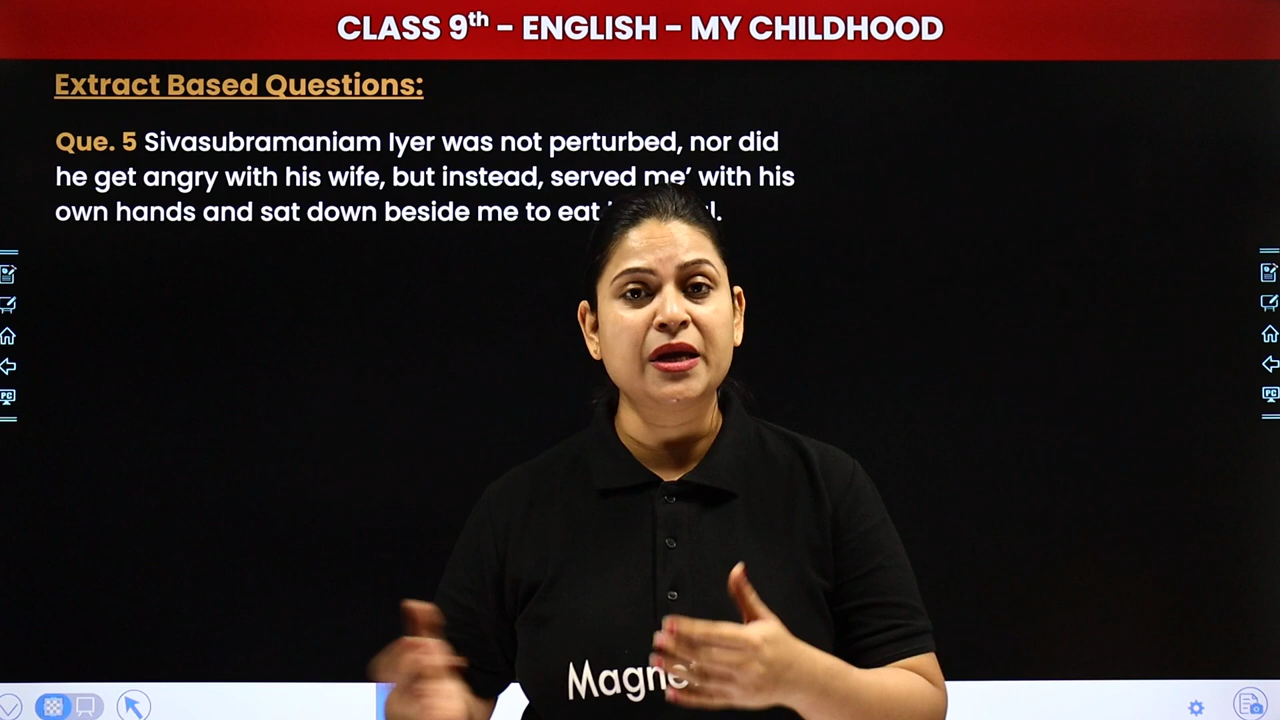 CLASS 9th - ENGLISH - MY CHILDHOOD
Extract Based Questions:
Que. 5 Sivasubramaniam Iyer was not perturbed, nor did
he get angry with his wife, but instead, served me’ with his
own hands and sat down beside me to eat
PC
PC